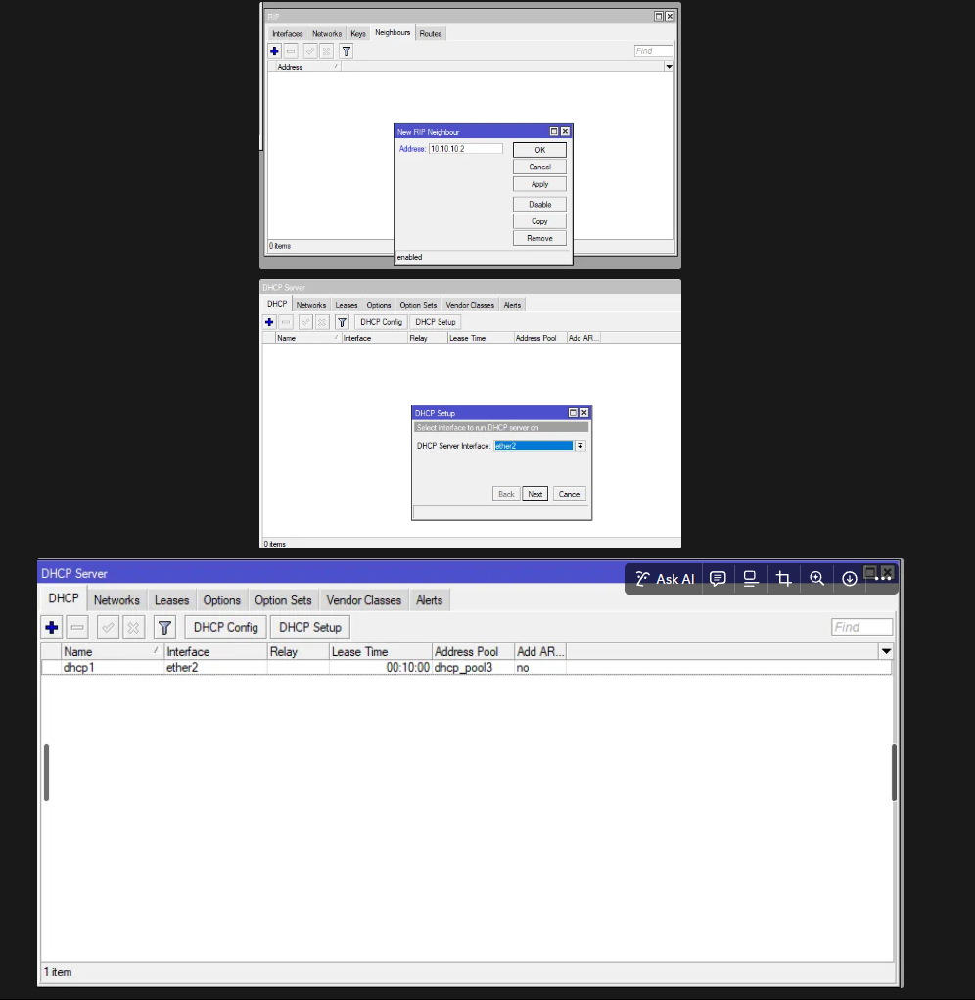 RIP
Interfaces Networks Keys Neighbours Routes
Find
Address
New RIP Neighbour
Address: 10.10.10.2
OK
Cancel
Apply
Disable
Copy
Remove
0 items
enabled
DHCP Server
DHCP Networks Leases Options Option Sets Vendor Classes Alerts
DHCP Config DHCP Setup
Name Interface Relay Lease Time Address Pool Add AR...
DHCP Setup
Select interface to run DHCP server on
DHCP Server Interface: ether2
Back Next Cancel
0 items
DHCP Server
Ask AI
DHCP Networks Leases Options Option Sets Vendor Classes Alerts
DHCP Config DHCP Setup Find
Name Interface Relay Lease Time Address Pool Add AR...
dhcp1 ether2 00:10:00 dhcp_pool3 no
1 item